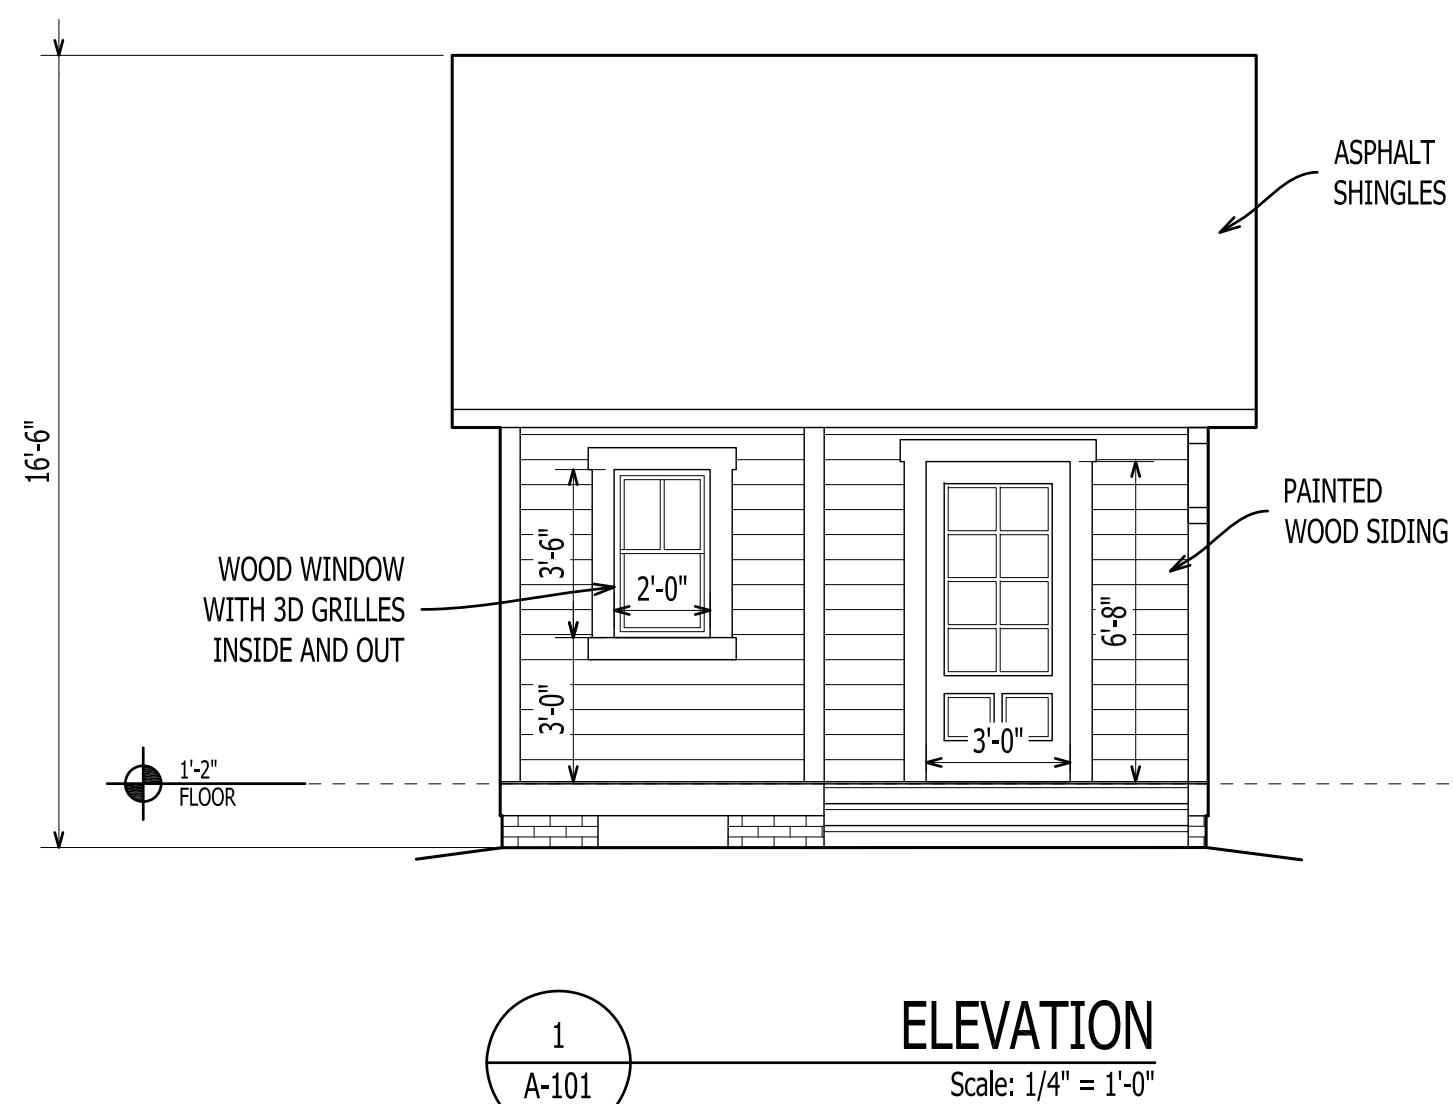 ASPHALT
SHINGLES
16'-6"
PAINTED
WOOD SIDING
WOOD WINDOW
WITH 3D GRILLES
INSIDE AND OUT
3'-6"
2'-0"
6'-8"
3'-0"
3'-0"
1'-2"
FLOOR
1
A-101
ELEVATION
Scale: 1/4" = 1'-0"